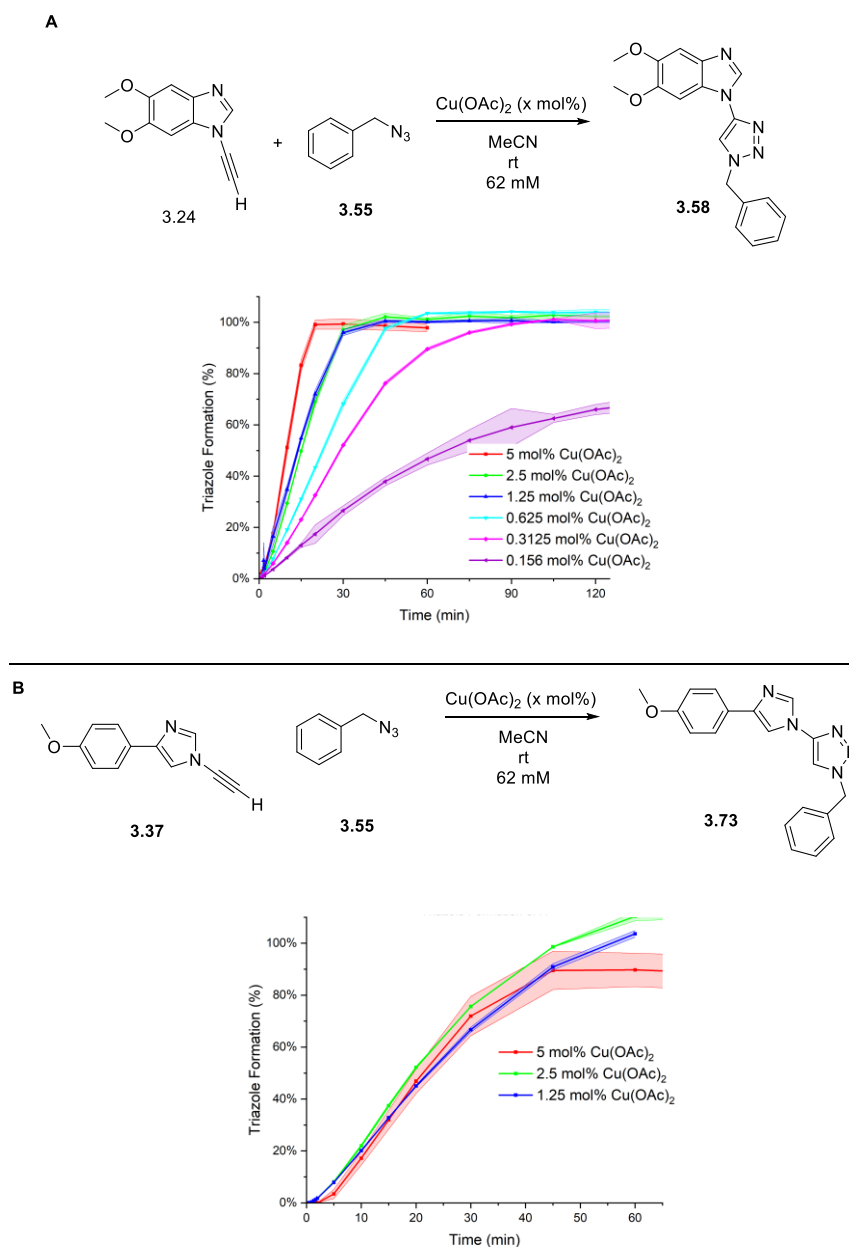 A
O
O
N
N
H
3.24
+
N3
3.55
Cu(OAc)2 (x mol%)
MeCN
rt
62 mM
O
O
N
N
N
N
N
3.58
Triazole Formation (%)
100%
80%
60%
40%
20%
0%
5 mol% Cu(OAc)2
2.5 mol% Cu(OAc)2
1.25 mol% Cu(OAc)2
0.625 mol% Cu(OAc)2
0.3125 mol% Cu(OAc)2
0.156 mol% Cu(OAc)2
0 30 60 90 120
Time (min)
B
O
N
N
H
3.37
N3
3.55
Cu(OAc)2 (x mol%)
MeCN
rt
62 mM
O
N
N
N
N
N
3.73
Triazole Formation (%)
100%
80%
60%
40%
20%
0%
5 mol% Cu(OAc)2
2.5 mol% Cu(OAc)2
1.25 mol% Cu(OAc)2
0 10 20 30 40 50 60
Time (min)